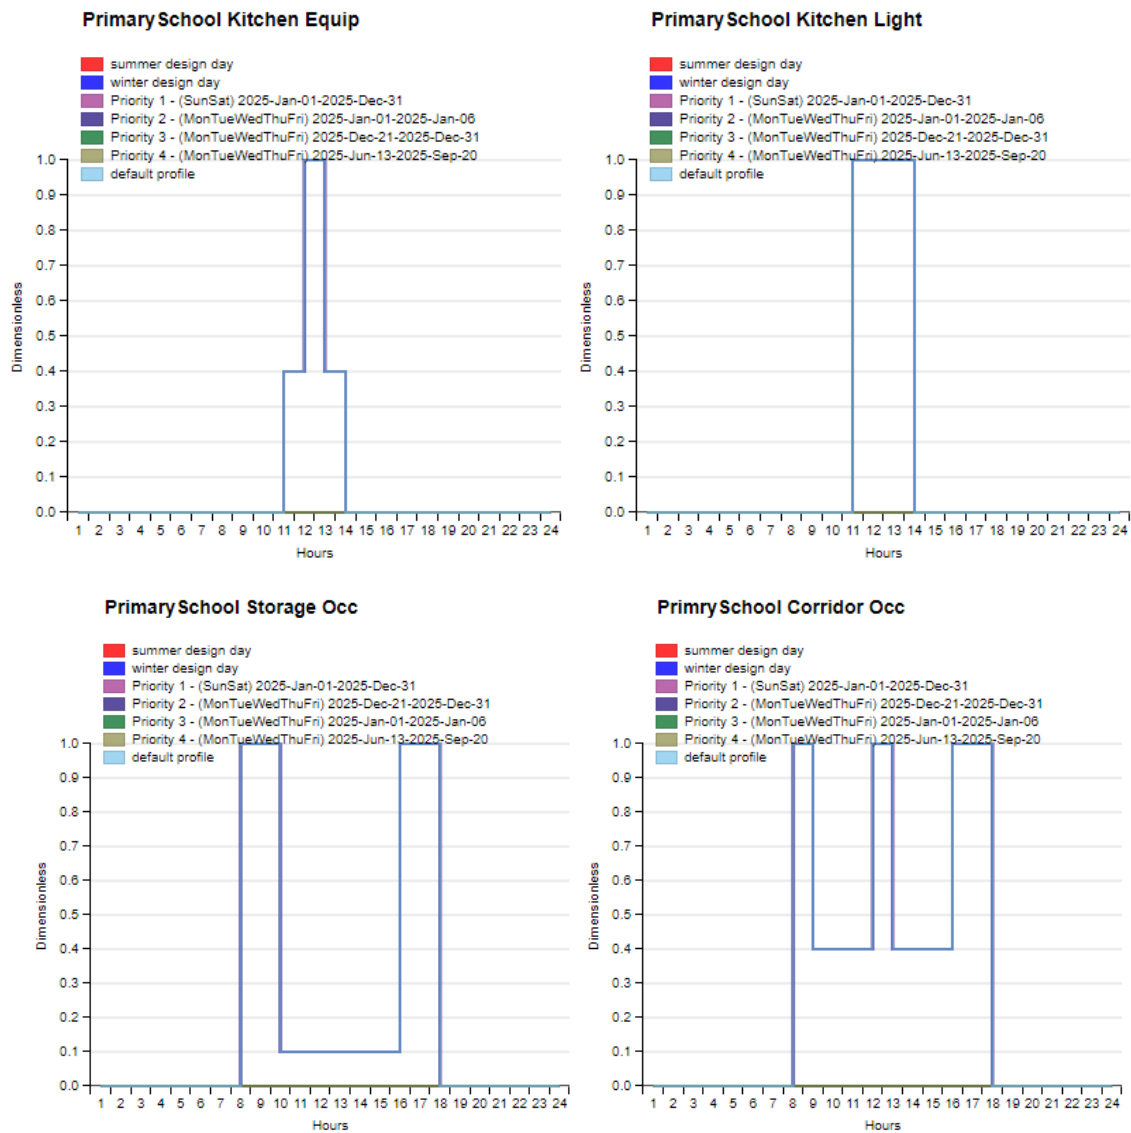 PrimarySchool Kitchen Equip
summer design day
winter design day
Priority 1 - (SunSat) 2025-Jan-01-2025-Dec-31
Priority 2 - (MonTueWedThuFri) 2025-Jan-01-2025-Jan-06
Priority 3 - (MonTueWedThuFri) 2025-Dec-21-2025-Dec-31
Priority 4 - (MonTueWedThuFri) 2025-Jun-13-2025-Sep-20
default profile
1.0
0.9
0.8
0.7
0.6
0.5
0.4
0.3
0.2
0.1
0.0
Dimensionless
1 2 3 4 5 6 7 8 9 10 11 12 13 14 15 16 17 18 19 20 21 22 23 24
Hours
PrimarySchool Kitchen Light
summer design day
winter design day
Priority 1 - (SunSat) 2025-Jan-01-2025-Dec-31
Priority 2 - (MonTueWedThuFri) 2025-Jan-01-2025-Jan-06
Priority 3 - (MonTueWedThuFri) 2025-Dec-21-2025-Dec-31
Priority 4 - (MonTueWedThuFri) 2025-Jun-13-2025-Sep-20
default profile
1.0
0.9
0.8
0.7
0.6
0.5
0.4
0.3
0.2
0.1
0.0
Dimensionless
1 2 3 4 5 6 7 8 9 10 11 12 13 14 15 16 17 18 19 20 21 22 23 24
Hours
PrimarySchool Storage Occ
summer design day
winter design day
Priority 1 - (SunSat) 2025-Jan-01-2025-Dec-31
Priority 2 - (MonTueWedThuFri) 2025-Dec-21-2025-Dec-31
Priority 3 - (MonTueWedThuFri) 2025-Jan-01-2025-Jan-06
Priority 4 - (MonTueWedThuFri) 2025-Jun-13-2025-Sep-20
default profile
1.0
0.9
0.8
0.7
0.6
0.5
0.4
0.3
0.2
0.1
0.0
Dimensionless
1 2 3 4 5 6 7 8 9 10 11 12 13 14 15 16 17 18 19 20 21 22 23 24
Hours
PrimrySchool Corridor Occ
summer design day
winter design day
Priority 1 - (SunSat) 2025-Jan-01-2025-Dec-31
Priority 2 - (MonTueWedThuFri) 2025-Dec-21-2025-Dec-31
Priority 3 - (MonTueWedThuFri) 2025-Jan-01-2025-Jan-06
Priority 4 - (MonTueWedThuFri) 2025-Jun-13-2025-Sep-20
default profile
1.0
0.9
0.8
0.7
0.6
0.5
0.4
0.3
0.2
0.1
0.0
Dimensionless
1 2 3 4 5 6 7 8 9 10 11 12 13 14 15 16 17 18 19 20 21 22 23 24
Hours